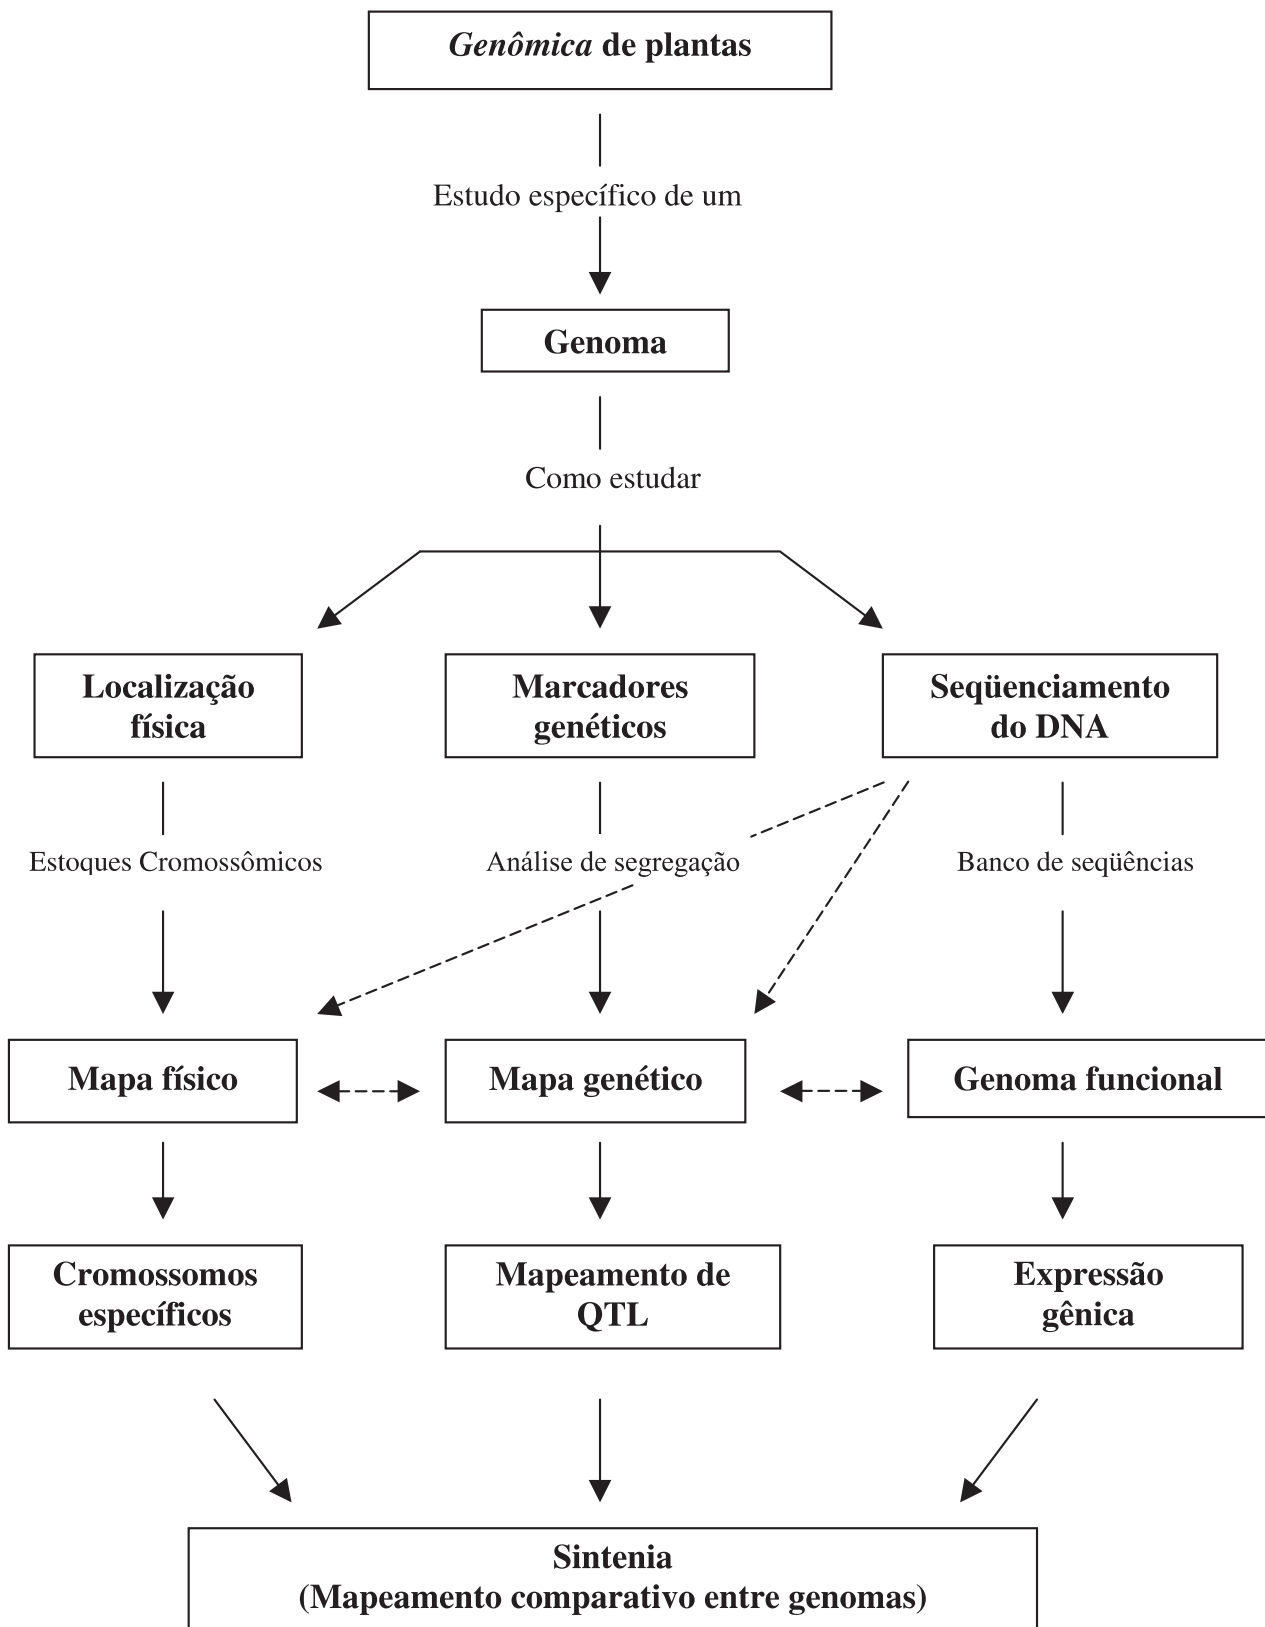 Genômica de plantas
Estudo específico de um
Genoma
Como estudar
Localização
física
Marcadores
genéticos
Seqüenciamento
do DNA
Estoques Cromossômicos
Análise de segregação
Banco de seqüências
Mapa físico
Mapa genético
Genoma funcional
Cromossomos
específicos
Mapeamento de
QTL
Expressão
gênica
Sintenia
(Mapeamento comparativo entre genomas)